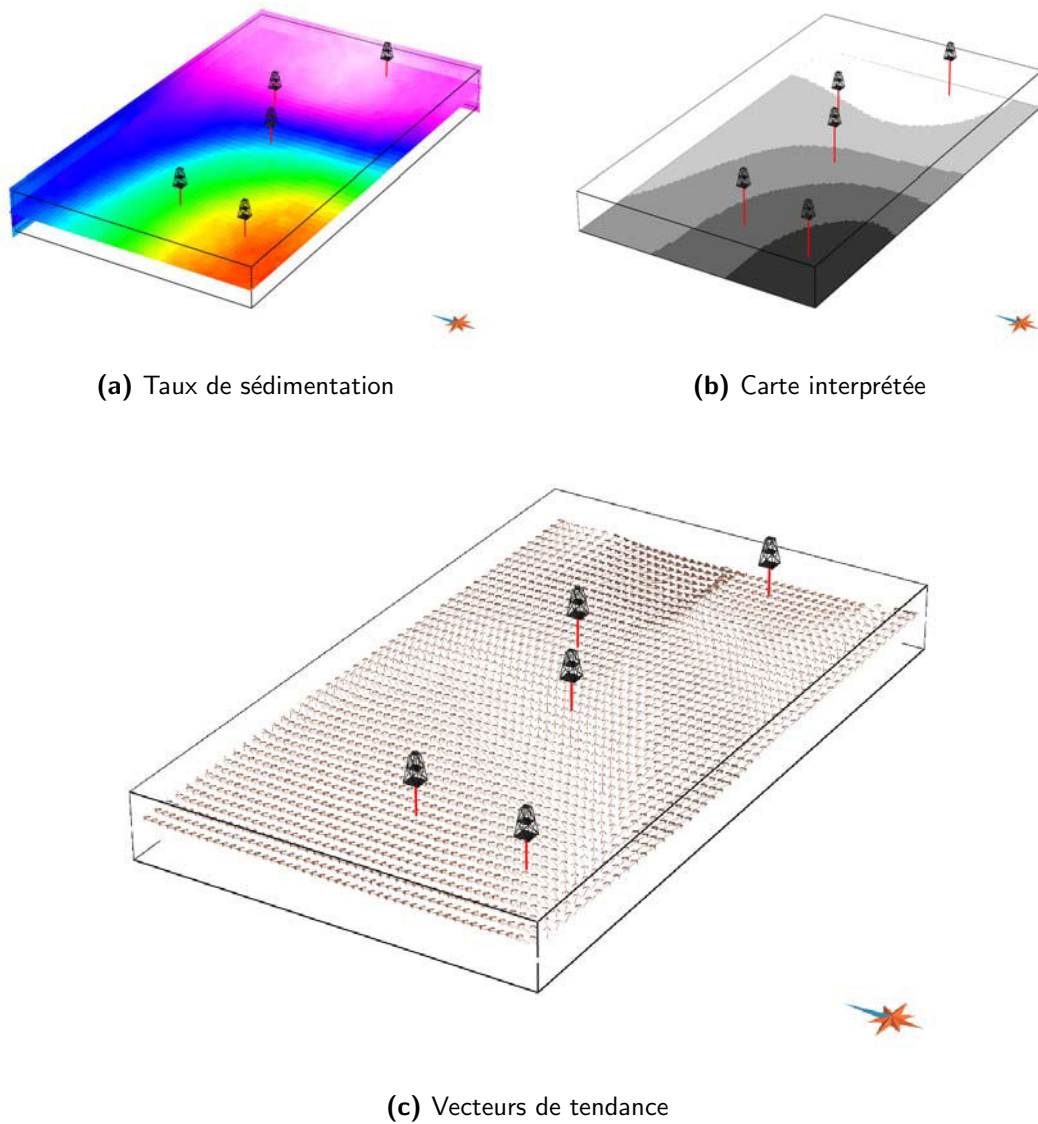 (a) Taux de sédimentation
(b) Carte interprétée
(c) Vecteurs de tendance